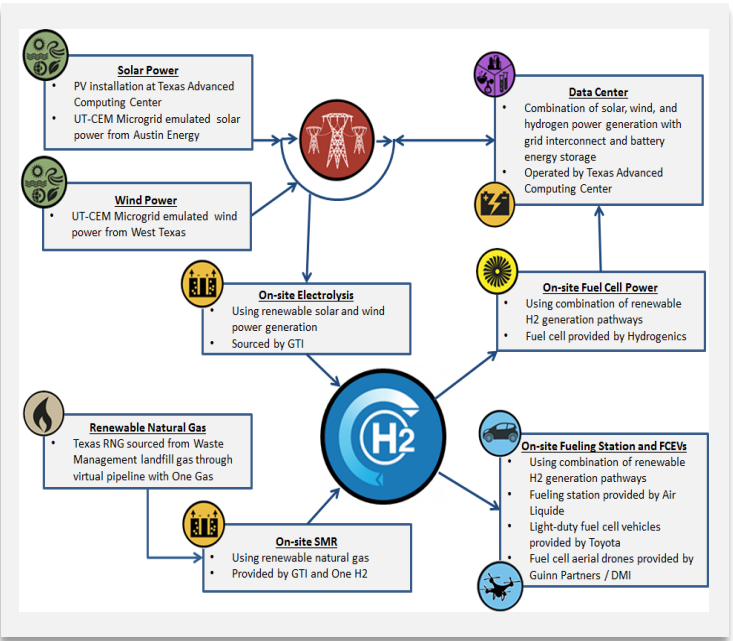 Solar Power
• PV installation at Texas Advanced
Computing Center
• UT-CEM Microgrid emulated solar
power from Austin Energy
Wind Power
• UT-CEM Microgrid emulated wind
power from West Texas
Data Center
• Combination of solar, wind, and
hydrogen power generation with
grid interconnect and battery
energy storage
• Operated by Texas Advanced
Computing Center
On-site Electrolysis
• Using renewable solar and wind
power generation
• Sourced by GTI
On-site Fuel Cell Power
• Using combination of renewable
H2 generation pathways
• Fuel cell provided by Hydrogenics
H2
Renewable Natural Gas
• Texas RNG sourced from Waste
Management landfill gas through
virtual pipeline with One Gas
On-site SMR
• Using renewable natural gas
• Provided by GTI and One H2
On-site Fueling Station and FCEVs
• Using combination of renewable
H2 generation pathways
• Fueling station provided by Air
Liquide
• Light-duty fuel cell vehicles
provided by Toyota
• Fuel cell aerial drones provided by
Guinn Partners / DMI